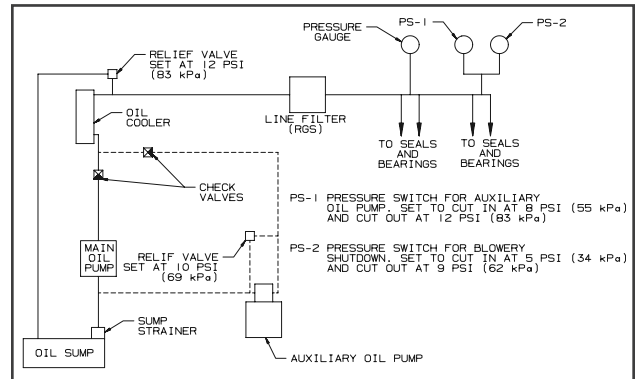 PRESSURE
GAUGE
PS-1
PS-2
RELIEF VALVE
SET AT 12 PSI
(83 kPa)
OIL
COOLER
LINE FILTER
(RGS)
TO SEALS
AND
BEARINGS
TO SEALS
AND
BEARINGS
CHECK
VALVES
PS-1 PRESSURE SWITCH FOR AUXILIARY
OIL PUMP. SET TO CUT IN AT 8 PSI (55 kPa)
AND CUT OUT AT 12 PSI (83 kPa)
MAIN
OIL
PUMP
RELIF VALVE
SET AT 10 PSI
(69 kPa)
PS-2 PRESSURE SWITCH FOR BLOWERY
SHUTDOWN. SET TO CUT IN AT 5 PSI (34 kPa)
AND CUT OUT AT 9 PSI (62 kPa)
SUMP
STRAINER
OIL SUMP
AUXILIARY OIL PUMP